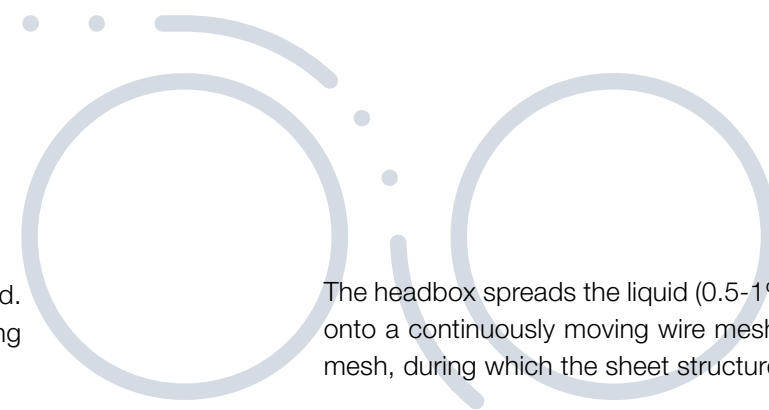 d.
ng
The headbox spreads the liquid (0.5-1%
onto a continuously moving wire mesh
mesh, during which the sheet structure